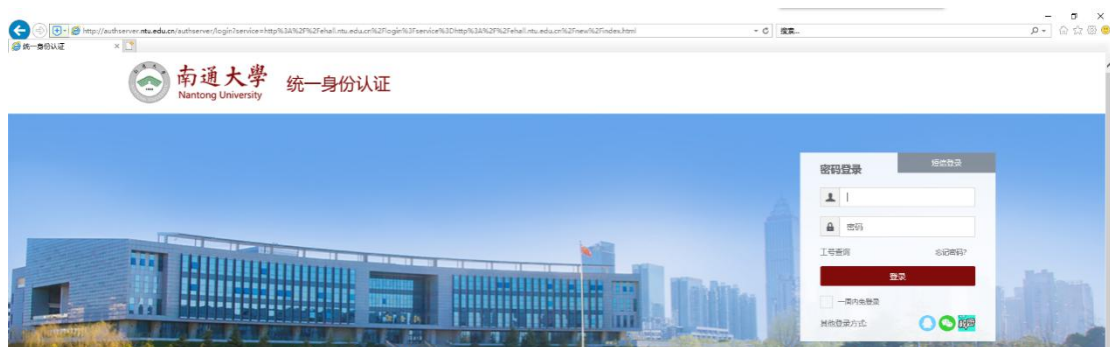 http://authserver.ntu.edu.cn/authserver/login?service=http%3A%2F%2Fehall.ntu.edu.cn%2Flogin%3Fservice%3Dhttp%3A%2F%2Fehall.ntu.edu.cn%2Fnew%2Findex.html
搜索...
统一身份认证
南通大學 统一身份认证
Nantong University
密码登录
短信登录
密码
工号查询 忘记密码?
登录
一周内免登录
其他登录方式: